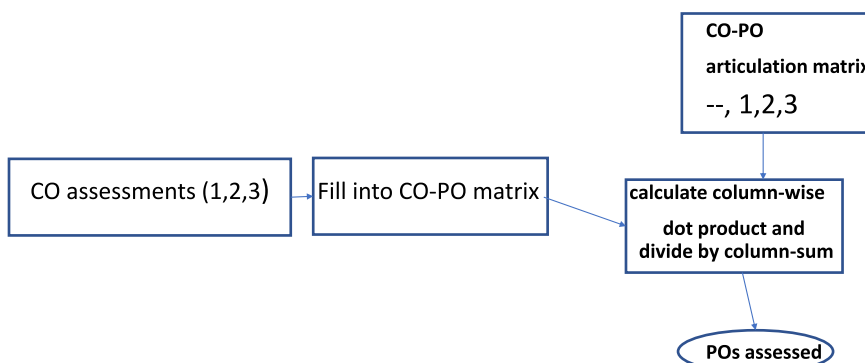 CO-PO
articulation matrix
--, 1,2,3
CO assessments (1,2,3)
Fill into CO-PO matrix
calculate column-wise
dot product and
divide by column-sum
POs assessed